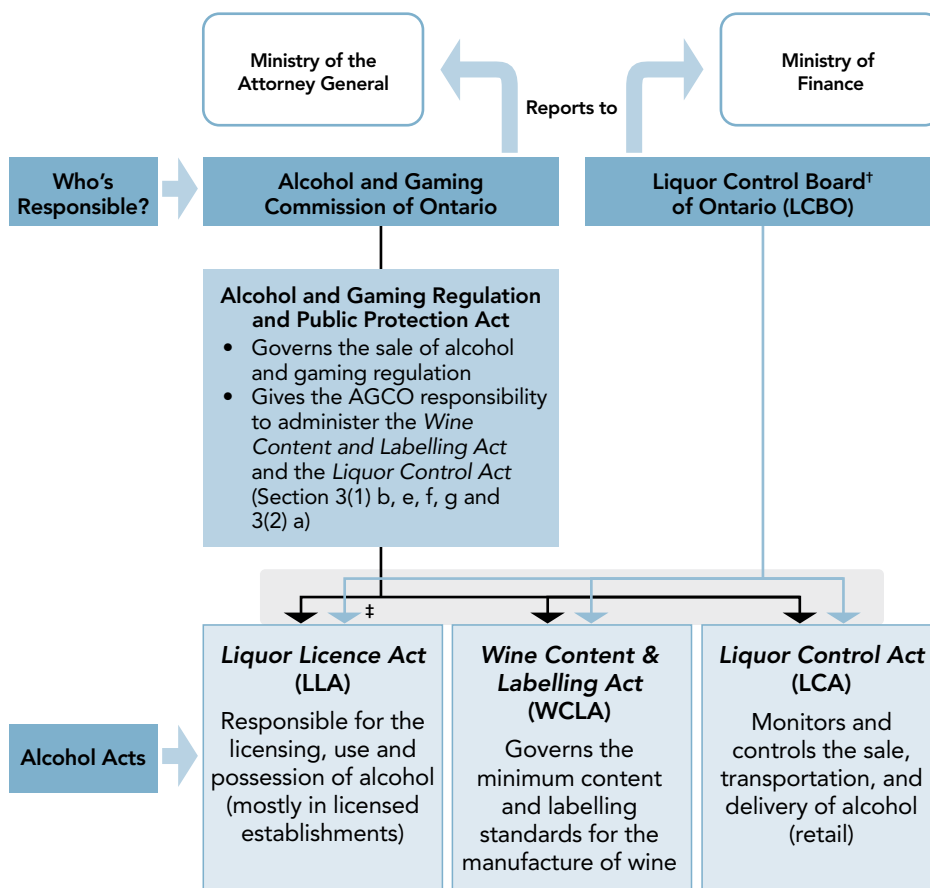 Ministry of the
Attorney General
Reports to
Ministry of
Finance
Who's
Responsible?
Alcohol and Gaming
Commission of Ontario
Liquor Control Board†
of Ontario (LCBO)
Alcohol and Gaming Regulation
and Public Protection Act
• Governs the sale of alcohol
and gaming regulation
• Gives the AGCO responsibility
to administer the Wine
Content and Labelling Act
and the Liquor Control Act
(Section 3(1) b, e, f, g and
3(2) a)
‡
Alcohol Acts
Liquor Licence Act
(LLA)
Responsible for the
licensing, use and
possession of alcohol
(mostly in licensed
establishments)
Wine Content &
Labelling Act
(WCLA)
Governs the
minimum content
and labelling
standards for the
manufacture of wine
Liquor Control Act
(LCA)
Monitors and
controls the sale,
transportation, and
delivery of alcohol
(retail)